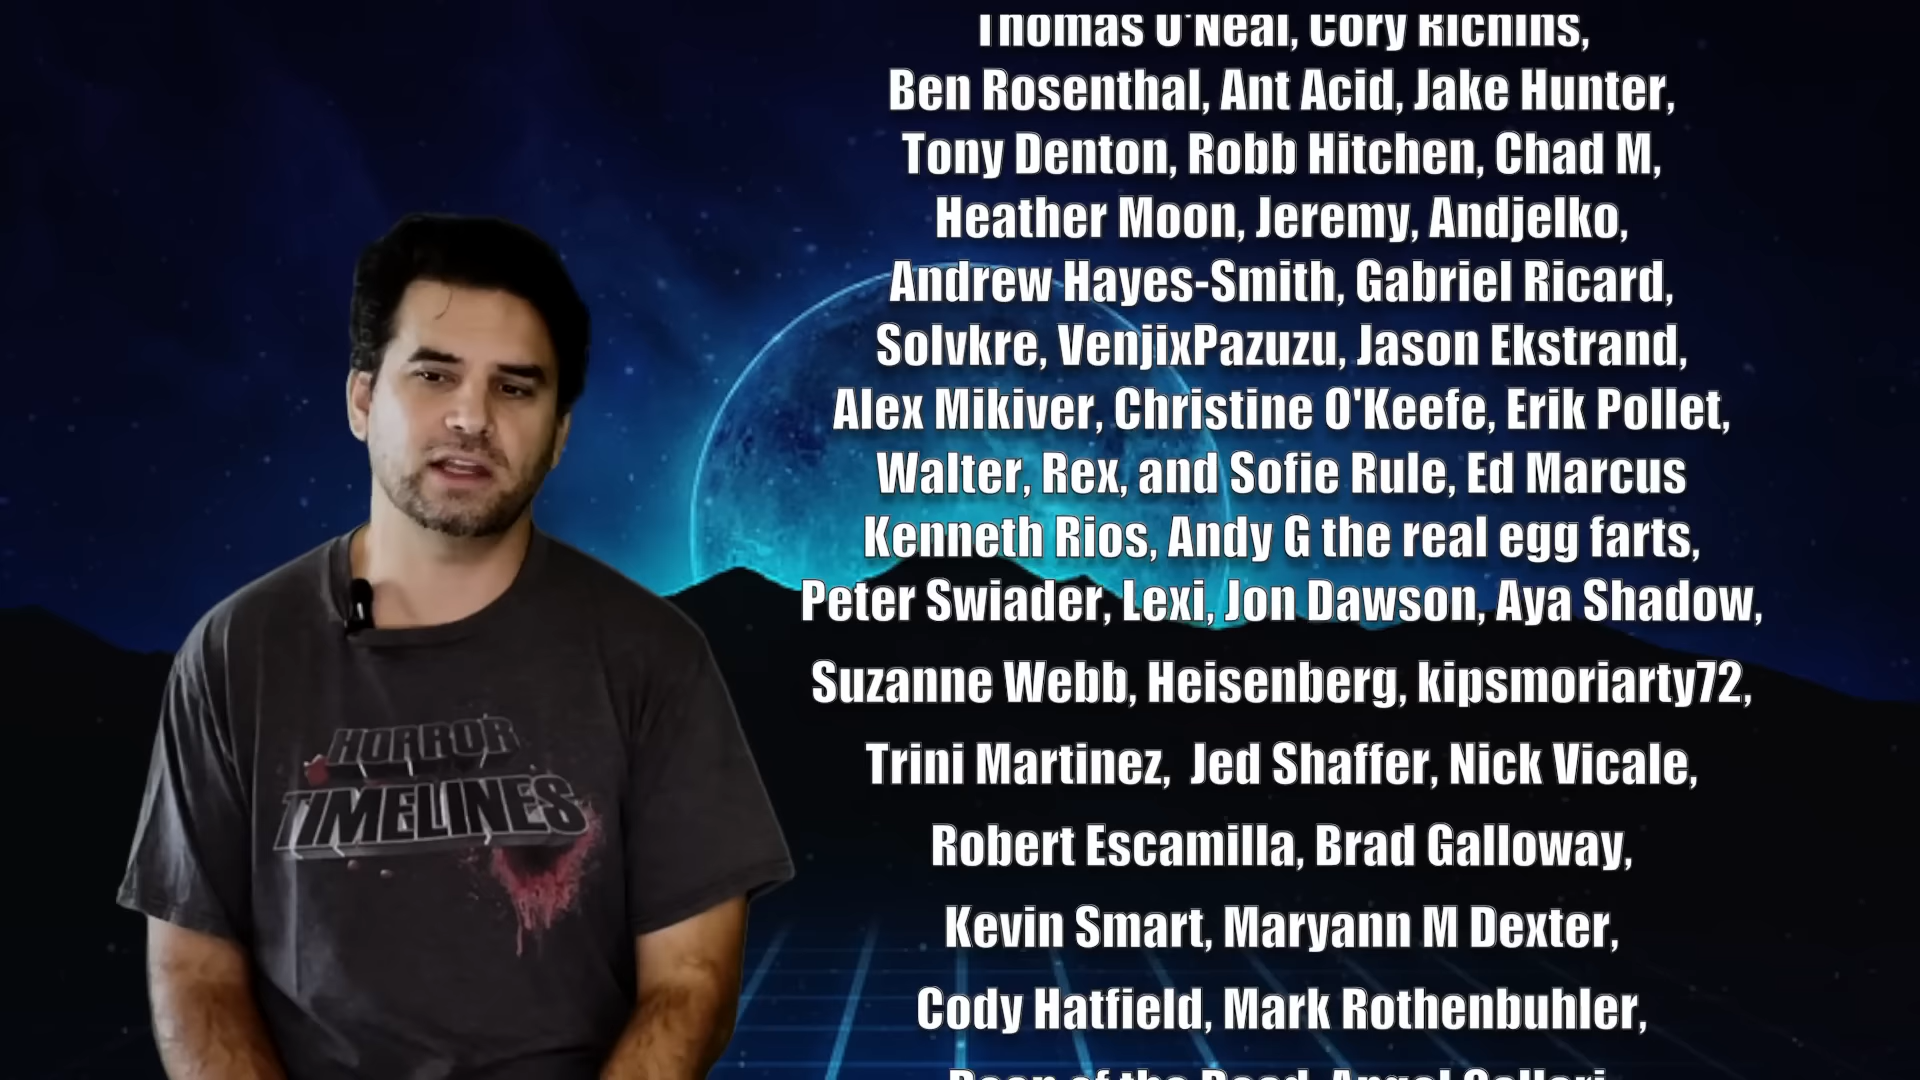 Thomas O'Neal, Cory Richins,
Ben Rosenthal, Ant Acid, Jake Hunter,
Tony Denton, Robb Hitchen, Chad M,
Heather Moon, Jeremy, Andjelko,
Andrew Hayes-Smith, Gabriel Ricard,
Solvkre, VenjixPazuzu, Jason Ekstrand,
Alex Mikiver, Christine O'Keefe, Erik Pollet,
Walter, Rex, and Sofie Rule, Ed Marcus
Kenneth Rios, Andy G the real egg farts,
Peter Swiader, Lexi, Jon Dawson, Aya Shadow,
Suzanne Webb, Heisenberg, kipsmoriarty72,
Trini Martinez, Jed Shaffer, Nick Vicale,
Robert Escamilla, Brad Galloway,
Kevin Smart, Maryann M Dexter,
Cody Hatfield, Mark Rothenbuhler,
of the Angel
HORROR
TIMELINES